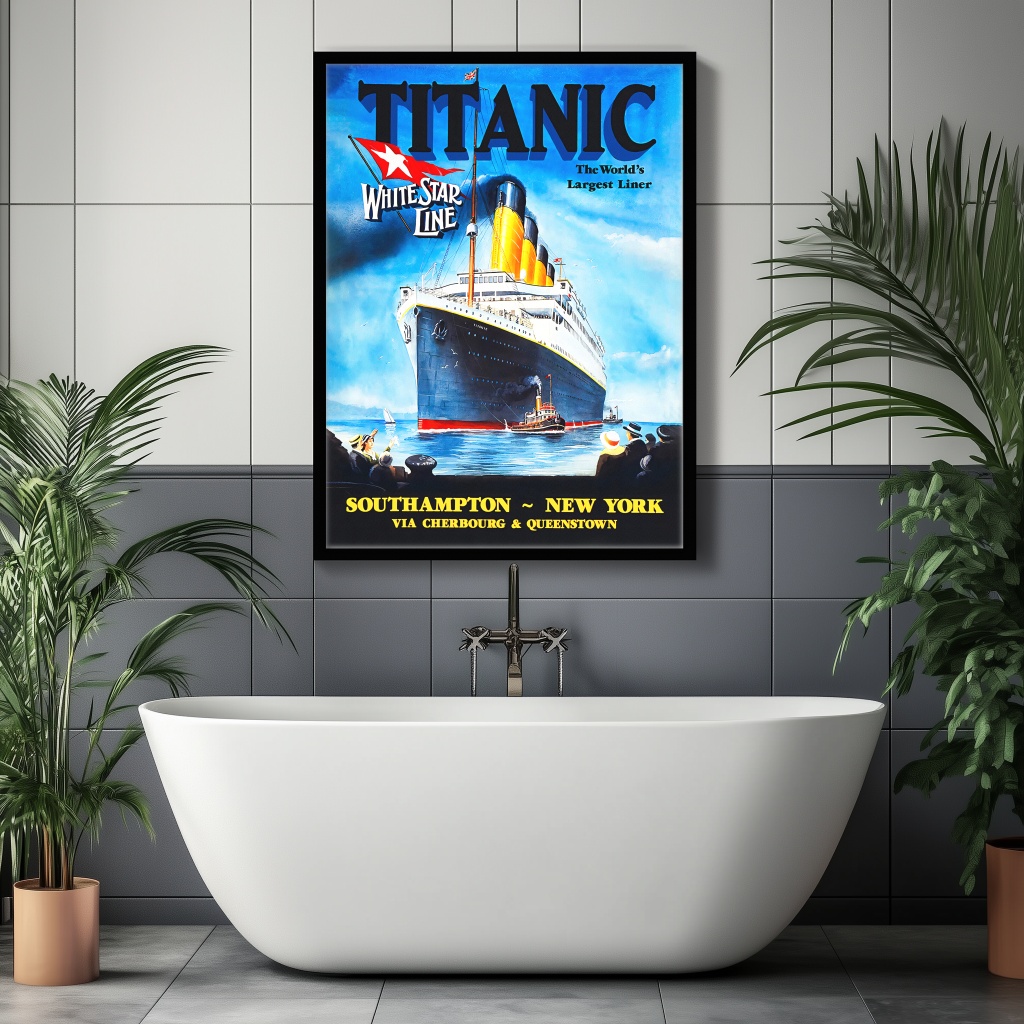 TITANIC
The World's
Largest Liner
WHITE STAR
LINE
SOUTHAMPTON ~ NEW YORK
VIA CHERBOURG & QUEENSTOWN